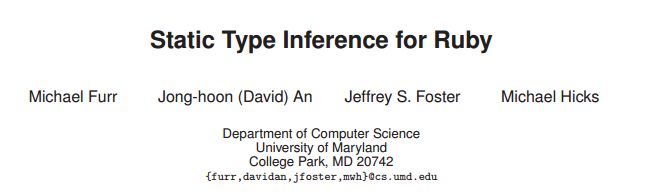 Static Type Inference for Ruby
Michael Furr Jong-hoon (David) An Jeffrey S. Foster Michael Hicks
Department of Computer Science
University of Maryland
College Park, MD 20742
{furr,davidan,jfoster,mwh}@cs.umd.edu